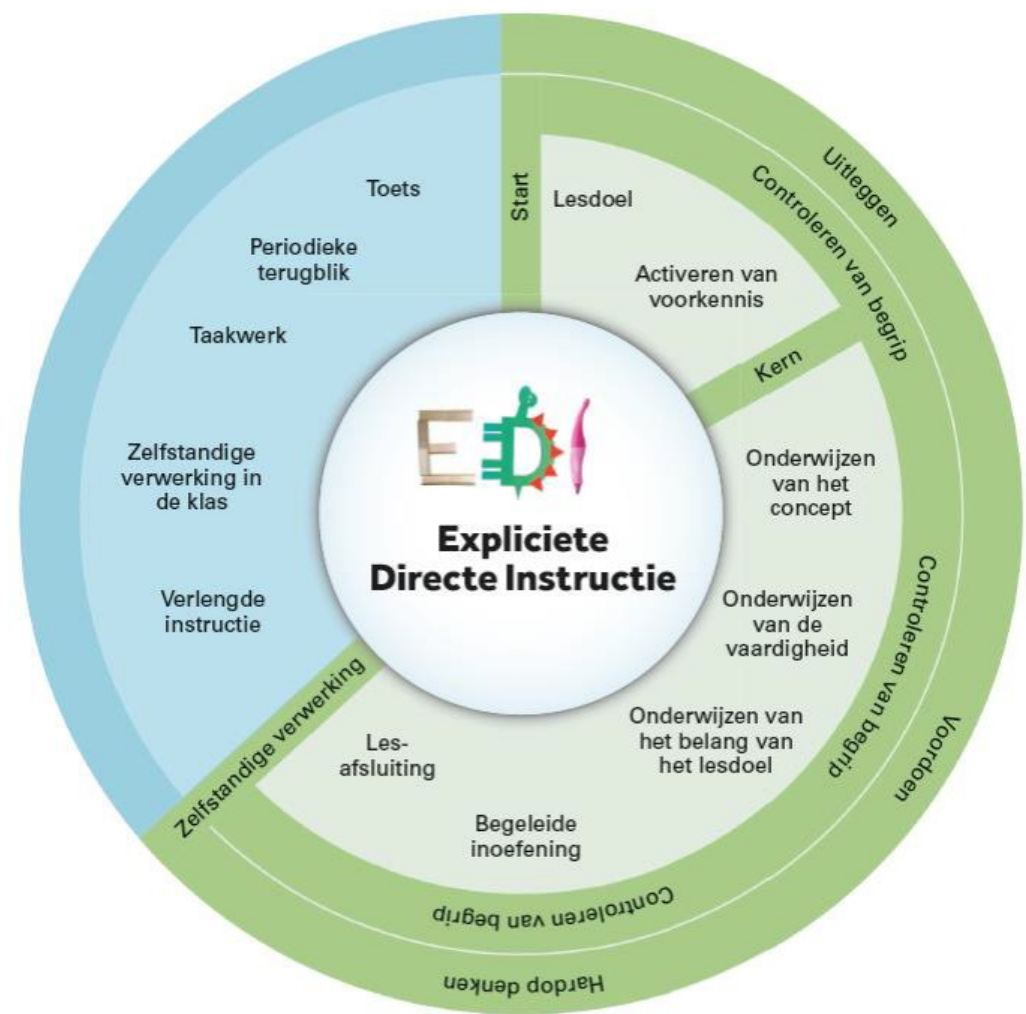 Start
Lesdoel
Activeren van
voorkennis
Uitleggen
Controleren van begrip
Kern
Onderwijzen
van het
concept
Onderwijzen
van de
vaardigheid
Onderwijzen van
het belang van
het lesdoel
Controleren van begrip
Voordoen
Begeleide
inoefening
Les-
afsluiting
Controleren van begrip
Hardop denken
Zelfstandige verwerking
Verlengde
instructie
Zelfstandige
verwerking in
de klas
Taakwerk
Periodieke
terugblik
Toets
EDI
Expliciete
Directe Instructie